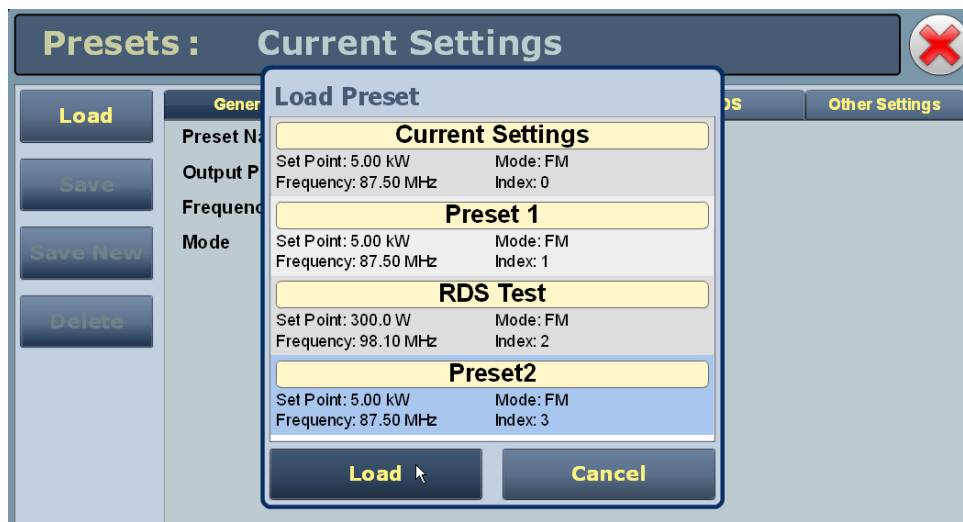 Presets : Current Settings
Load
Save
Save New
Delete
Gener
DS
Other Settings
Preset Na
Output P
Frequenc
Mode
Load Preset
Current Settings
Set Point: 5.00 kW Mode: FM
Frequency: 87.50 MHz Index: 0
Preset 1
Set Point: 5.00 kW Mode: FM
Frequency: 87.50 MHz Index: 1
RDS Test
Set Point: 300.0 W Mode: FM
Frequency: 98.10 MHz Index: 2
Preset2
Set Point: 5.00 kW Mode: FM
Frequency: 87.50 MHz Index: 3
Load Cancel